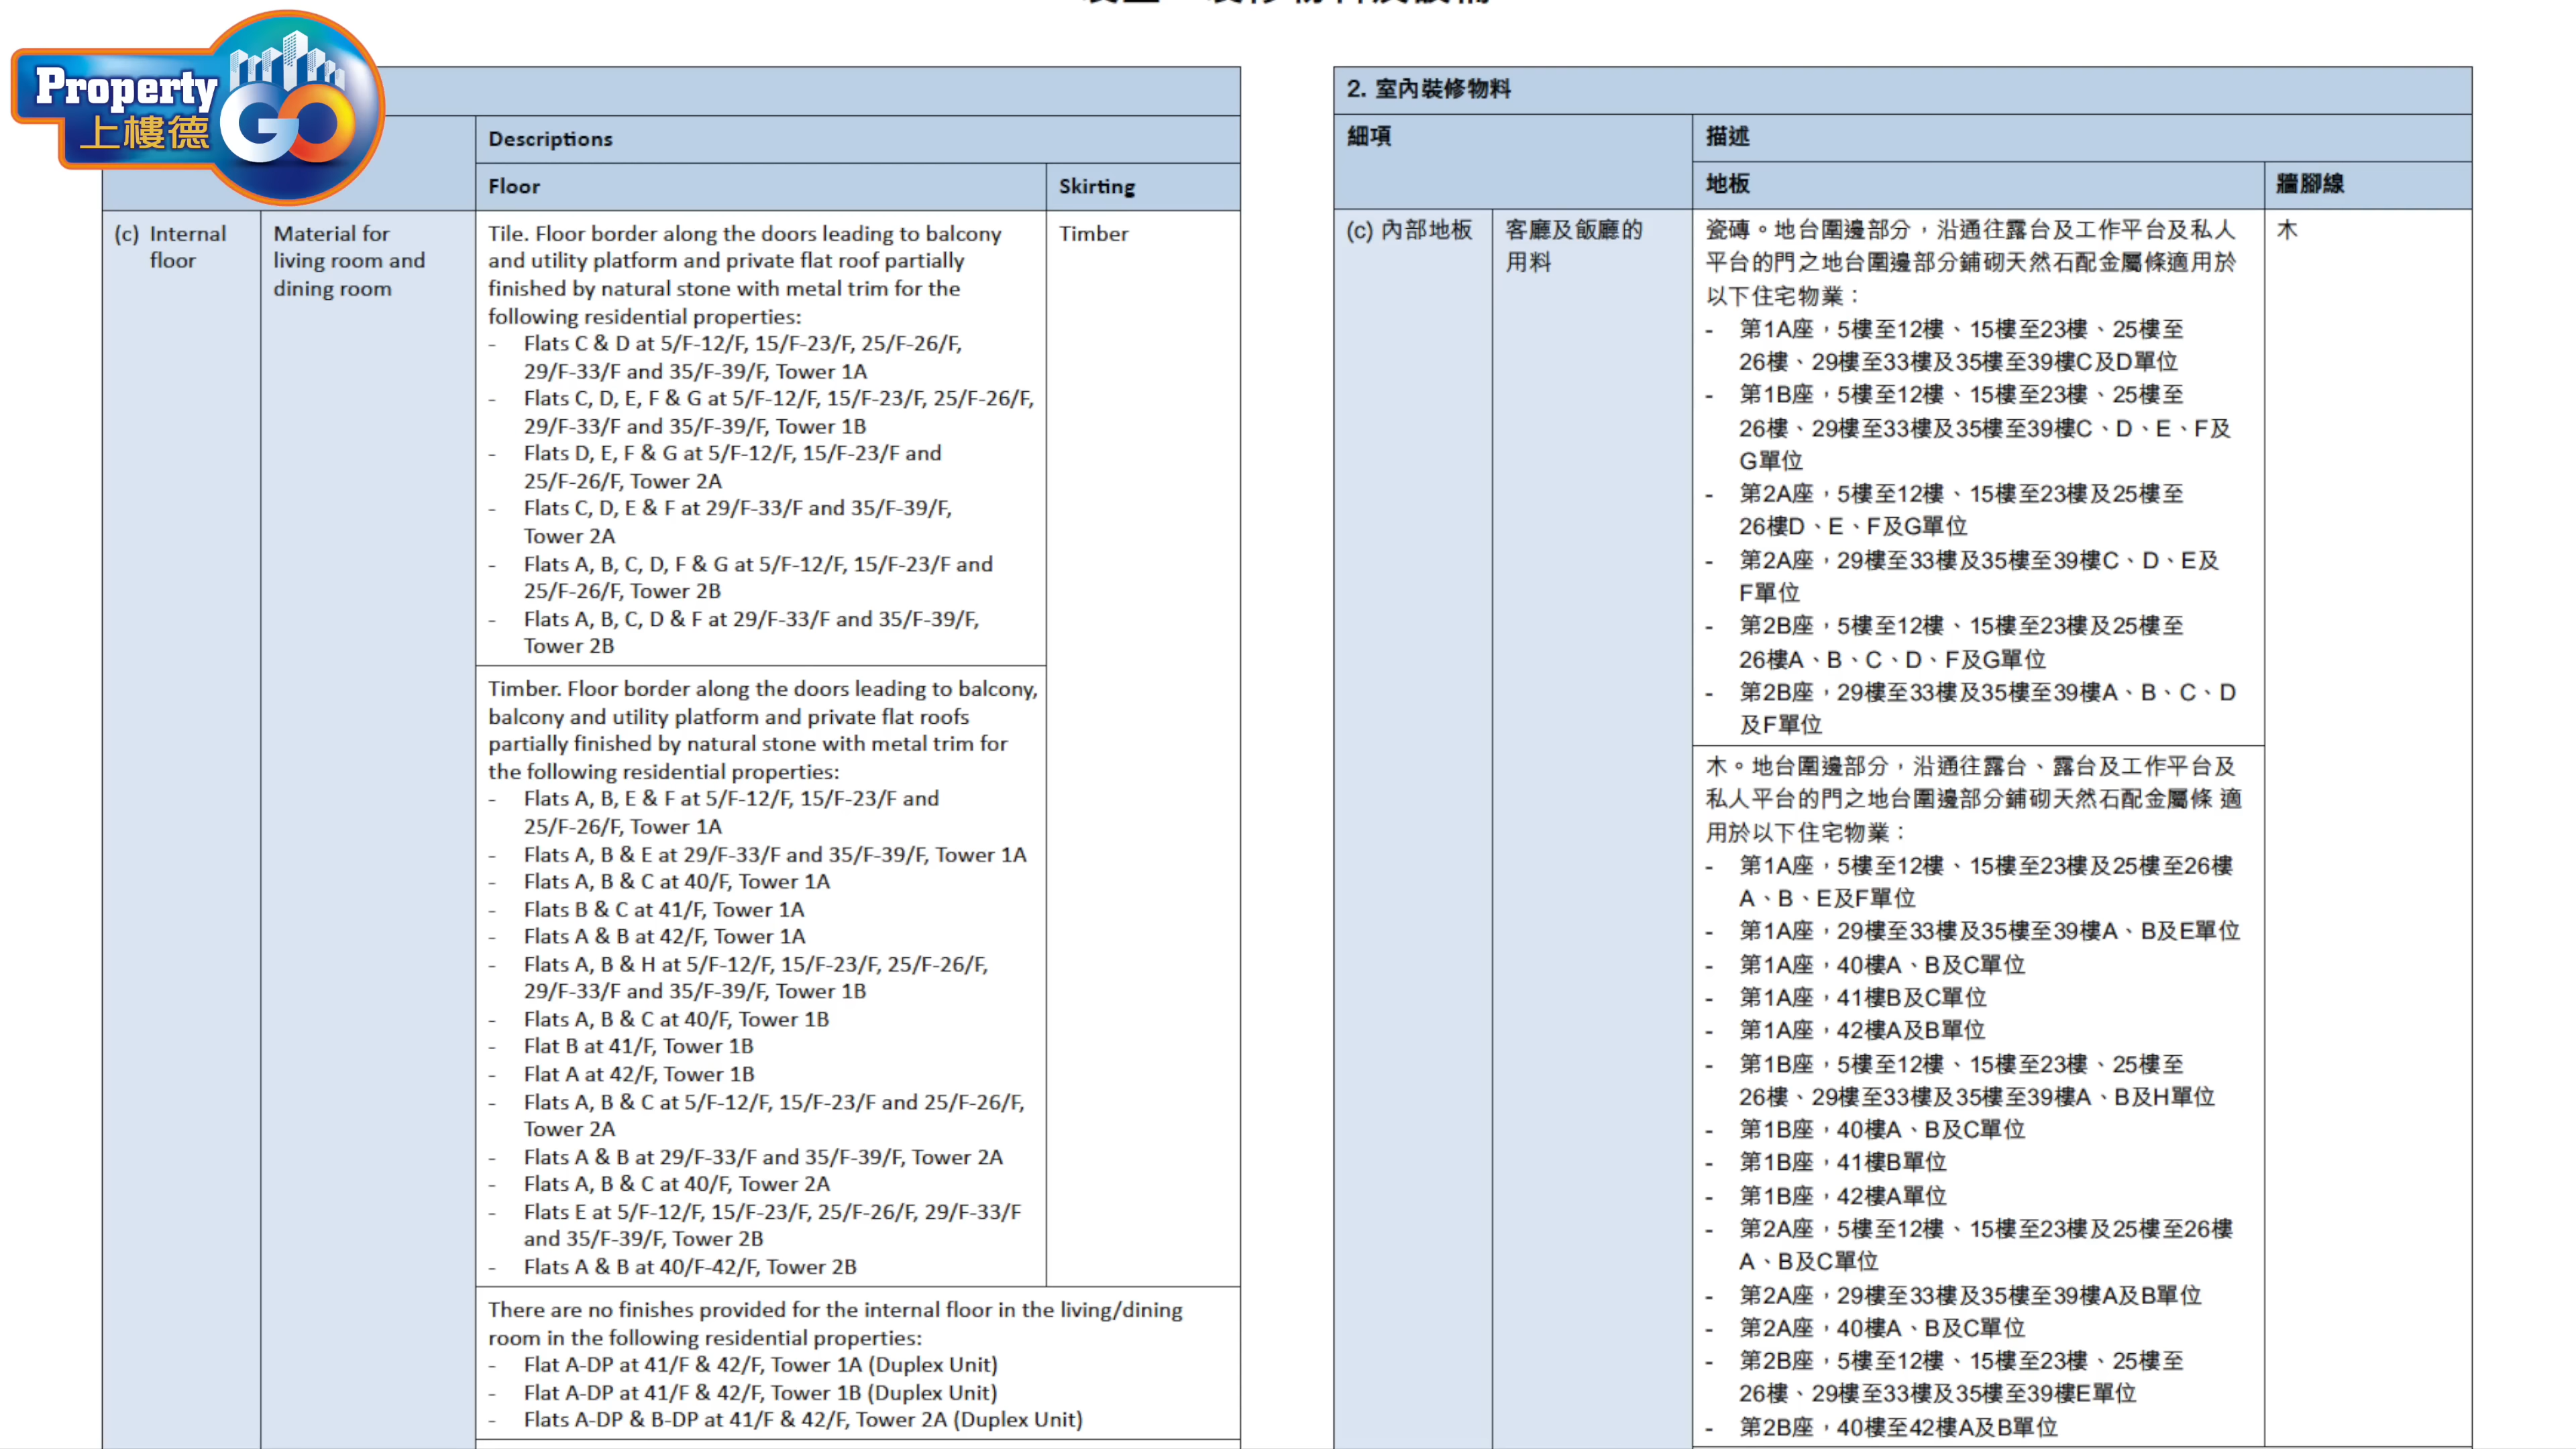 Property
上樓德
GO
Descriptions
Floor
Skirting
(c) Internal
floor
Material for
living room and
dining room
Tile. Floor border along the doors leading to balcony
and utility platform and private flat roof partially
finished by natural stone with metal trim for the
following residential properties:
- Flats C & D at 5/F-12/F, 15/F-23/F, 25/F-26/F,
29/F-33/F and 35/F-39/F, Tower 1A
- Flats C, D, E, F & G at 5/F-12/F, 15/F-23/F, 25/F-26/F,
29/F-33/F and 35/F-39/F, Tower 1B
- Flats D, E, F & G at 5/F-12/F, 15/F-23/F and
25/F-26/F, Tower 2A
- Flats C, D, E & F at 29/F-33/F and 35/F-39/F,
Tower 2A
- Flats A, B, C, D, F & G at 5/F-12/F, 15/F-23/F and
25/F-26/F, Tower 2B
- Flats A, B, C, D & F at 29/F-33/F and 35/F-39/F,
Tower 2B
Timber
Timber. Floor border along the doors leading to balcony,
balcony and utility platform and private flat roofs
partially finished by natural stone with metal trim for
the following residential properties:
- Flats A, B, E & F at 5/F-12/F, 15/F-23/F and
25/F-26/F, Tower 1A
- Flats A, B & E at 29/F-33/F and 35/F-39/F, Tower 1A
- Flats A, B & C at 40/F, Tower 1A
- Flats B & C at 41/F, Tower 1A
- Flats A & B at 42/F, Tower 1A
- Flats A, B & H at 5/F-12/F, 15/F-23/F, 25/F-26/F,
29/F-33/F and 35/F-39/F, Tower 1B
- Flats A, B & C at 40/F, Tower 1B
- Flat B at 41/F, Tower 1B
- Flat A at 42/F, Tower 1B
- Flats A, B & C at 5/F-12/F, 15/F-23/F and 25/F-26/F,
Tower 2A
- Flats A & B at 29/F-33/F and 35/F-39/F, Tower 2A
- Flats A, B & C at 40/F, Tower 2A
- Flats E at 5/F-12/F, 15/F-23/F, 25/F-26/F, 29/F-33/F
and 35/F-39/F, Tower 2B
- Flats A & B at 40/F-42/F, Tower 2B
There are no finishes provided for the internal floor in the living/dining
room in the following residential properties:
- Flat A-DP at 41/F & 42/F, Tower 1A (Duplex Unit)
- Flat A-DP at 41/F & 42/F, Tower 1B (Duplex Unit)
- Flats A-DP & B-DP at 41/F & 42/F, Tower 2A (Duplex Unit)
2. 室內裝修物料
細項
描述
地板
牆腳線
(c) 內部地板
客廳及飯廳的
用料
瓷磚。地台圍邊部分，沿通往露台及工作平台及私人
平台的門之地台圍邊部分鋪砌天然石配金屬條適用於
以下住宅物業：
- 第1A座，5樓至12樓、15樓至23樓、25樓至
26樓、29樓至33樓及35樓至39樓C及D單位
- 第1B座，5樓至12樓、15樓至23樓、25樓至
26樓、29樓至33樓及35樓至39樓C、D、E、F及
G單位
- 第2A座，5樓至12樓、15樓至23樓及25樓至
26樓D、E、F及G單位
- 第2A座，29樓至33樓及35樓至39樓C、D、E及
F單位
- 第2B座，5樓至12樓、15樓至23樓及25樓至
26樓A、B、C、D、F及G單位
- 第2B座，29樓至33樓及35樓至39樓A、B、C、D
及F單位
木
木。地台圍邊部分，沿通往露台、露台及工作平台及
私人平台的門之地台圍邊部分鋪砌天然石配金屬條 適
用於以下住宅物業：
- 第1A座，5樓至12樓、15樓至23樓及25樓至26樓
A、B、E及F單位
- 第1A座，29樓至33樓及35樓至39樓A、B及E單位
- 第1A座，40樓A、B及C單位
- 第1A座，41樓B及C單位
- 第1A座，42樓A及B單位
- 第1B座，5樓至12樓、15樓至23樓、25樓至
26樓、29樓至33樓及35樓至39樓A、B及H單位
- 第1B座，40樓A、B及C單位
- 第1B座，41樓B單位
- 第1B座，42樓A單位
- 第2A座，5樓至12樓、15樓至23樓及25樓至26樓
A、B及C單位
- 第2A座，29樓至33樓及35樓至39樓A及B單位
- 第2A座，40樓A、B及C單位
- 第2B座，5樓至12樓、15樓至23樓、25樓至
26樓、29樓至33樓及35樓至39樓E單位
- 第2B座，40樓至42樓A及B單位